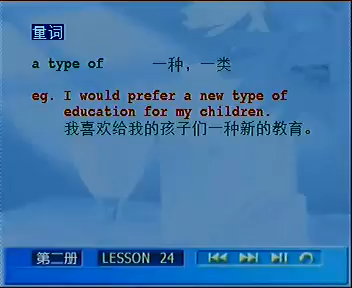 量词
a type of 一种，一类
eg. I would prefer a new type of
education for my children.
我喜欢给我的孩子们一种新的教育。
第二册 LESSON 24